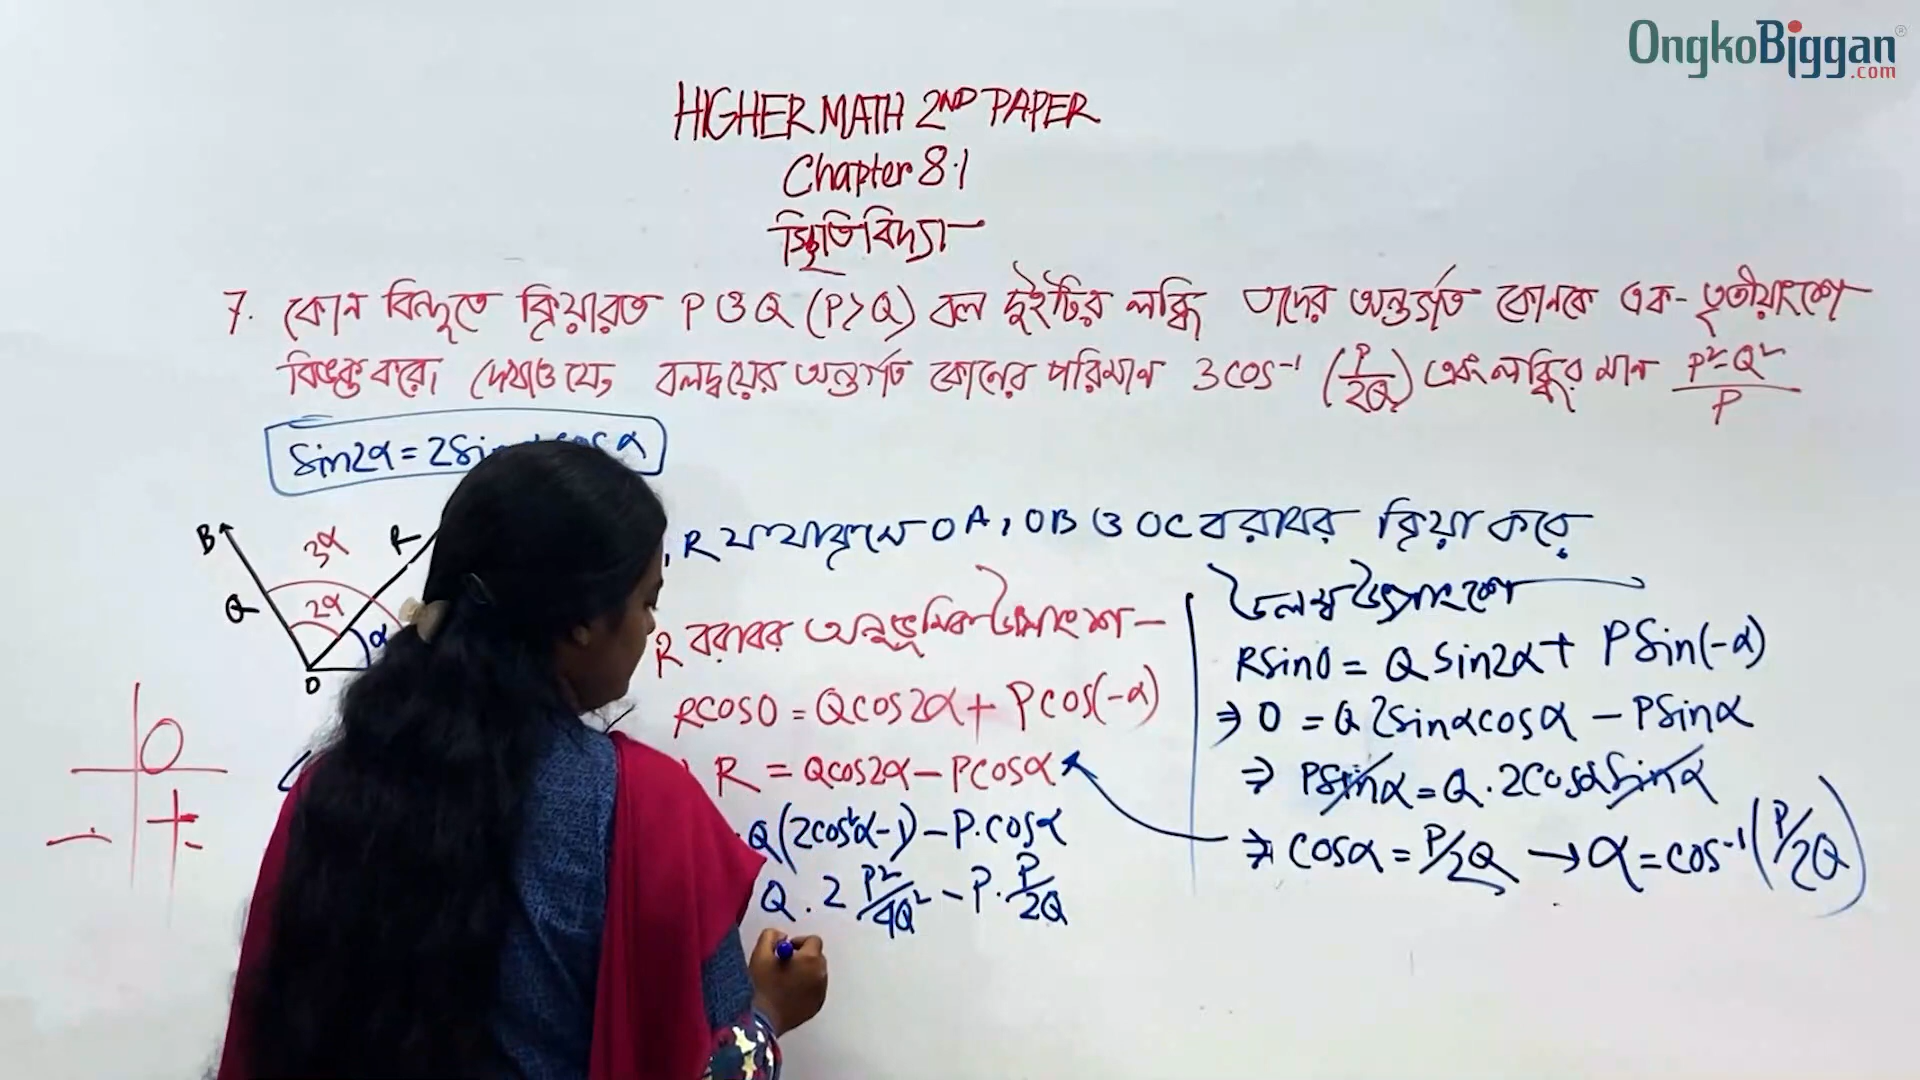 OngkoBiggan
.com
HIGHER MATH 2ND PAPER
Chapter 8.1
স্থিতিবিদ্যা
7. কোন বিন্দুতে ক্রিয়ারত P ও Q (P>Q) বল দুইটির লব্ধি তাদের অন্তর্গত কোনকে এক-তৃতীয়াংশে
বিভক্ত করে। দেখাও যে, বলদ্বয়ের অন্তর্গত কোনের পরিমান 3cos⁻¹ (P/2Q) এবং লব্ধির মান P²-Q²/P
sin2α=2sin α
B
3α
R
, R যথাক্রমে OA, OB ও OC বরাবর ক্রিয়া করে
Q
2α
α
O
R বরাবর অনুভূমিক উপাংশ—
Rcos0 = Qcos2α + Pcos(-α)
R = Qcos2α – Pcosα
Q(2cos²α-1) – P.cosα
Q . 2 P²/4Q² – P. P/2Q
উলম্ব উপাংশে
Rsin0 = Q sin2α + Psin(-α)
⇒ 0 = Q 2sinαcosα – Psinα
⇒ Psinα = Q . 2cosαsinα
⇒ cosα = P/2Q → α = cos⁻¹ (P/2Q)